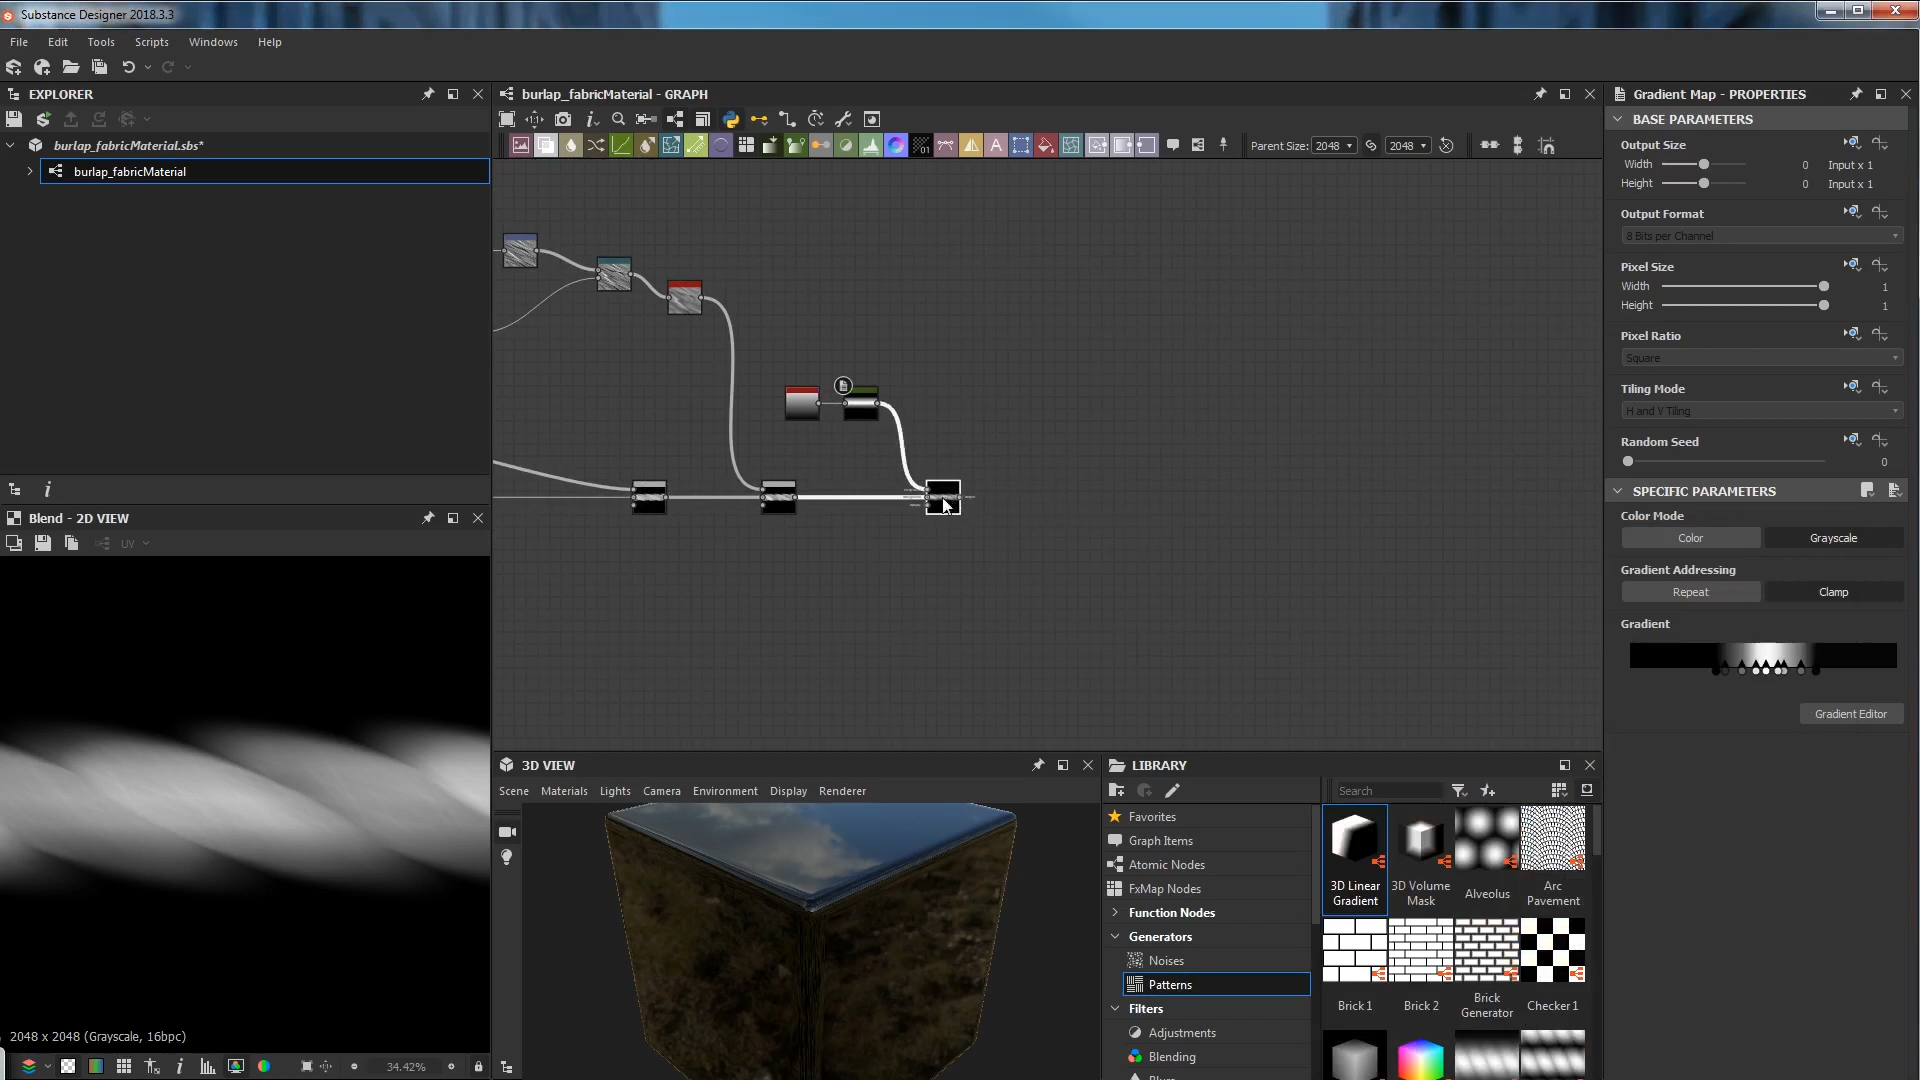 Substance Designer 2018.3.3
File Edit Tools Scripts Windows Help
EXPLORER
burlap_fabricMaterial.sbs*
burlap_fabricMaterial
Blend - 2D VIEW
UV
2048 x 2048 (Grayscale, 16bpc)
34.42%
burlap_fabricMaterial - GRAPH
Parent Size: 2048 2048
3D VIEW
Scene Materials Lights Camera Environment Display Renderer
LIBRARY
Search
Favorites
Graph Items
Atomic Nodes
FxMap Nodes
Function Nodes
Generators
Noises
Patterns
Filters
Adjustments
Blending
3D Linear Gradient
3D Volume Mask
Alveolus
Arc Pavement
Brick 1
Brick 2
Brick Generator
Checker 1
Gradient Map - PROPERTIES
BASE PARAMETERS
Output Size
Width 0 Input x 1
Height 0 Input x 1
Output Format
8 Bits per Channel
Pixel Size
Width 1
Height 1
Pixel Ratio
Square
Tiling Mode
H and V Tiling
Random Seed
0
SPECIFIC PARAMETERS
Color Mode
Color Grayscale
Gradient Addressing
Repeat Clamp
Gradient
Gradient Editor